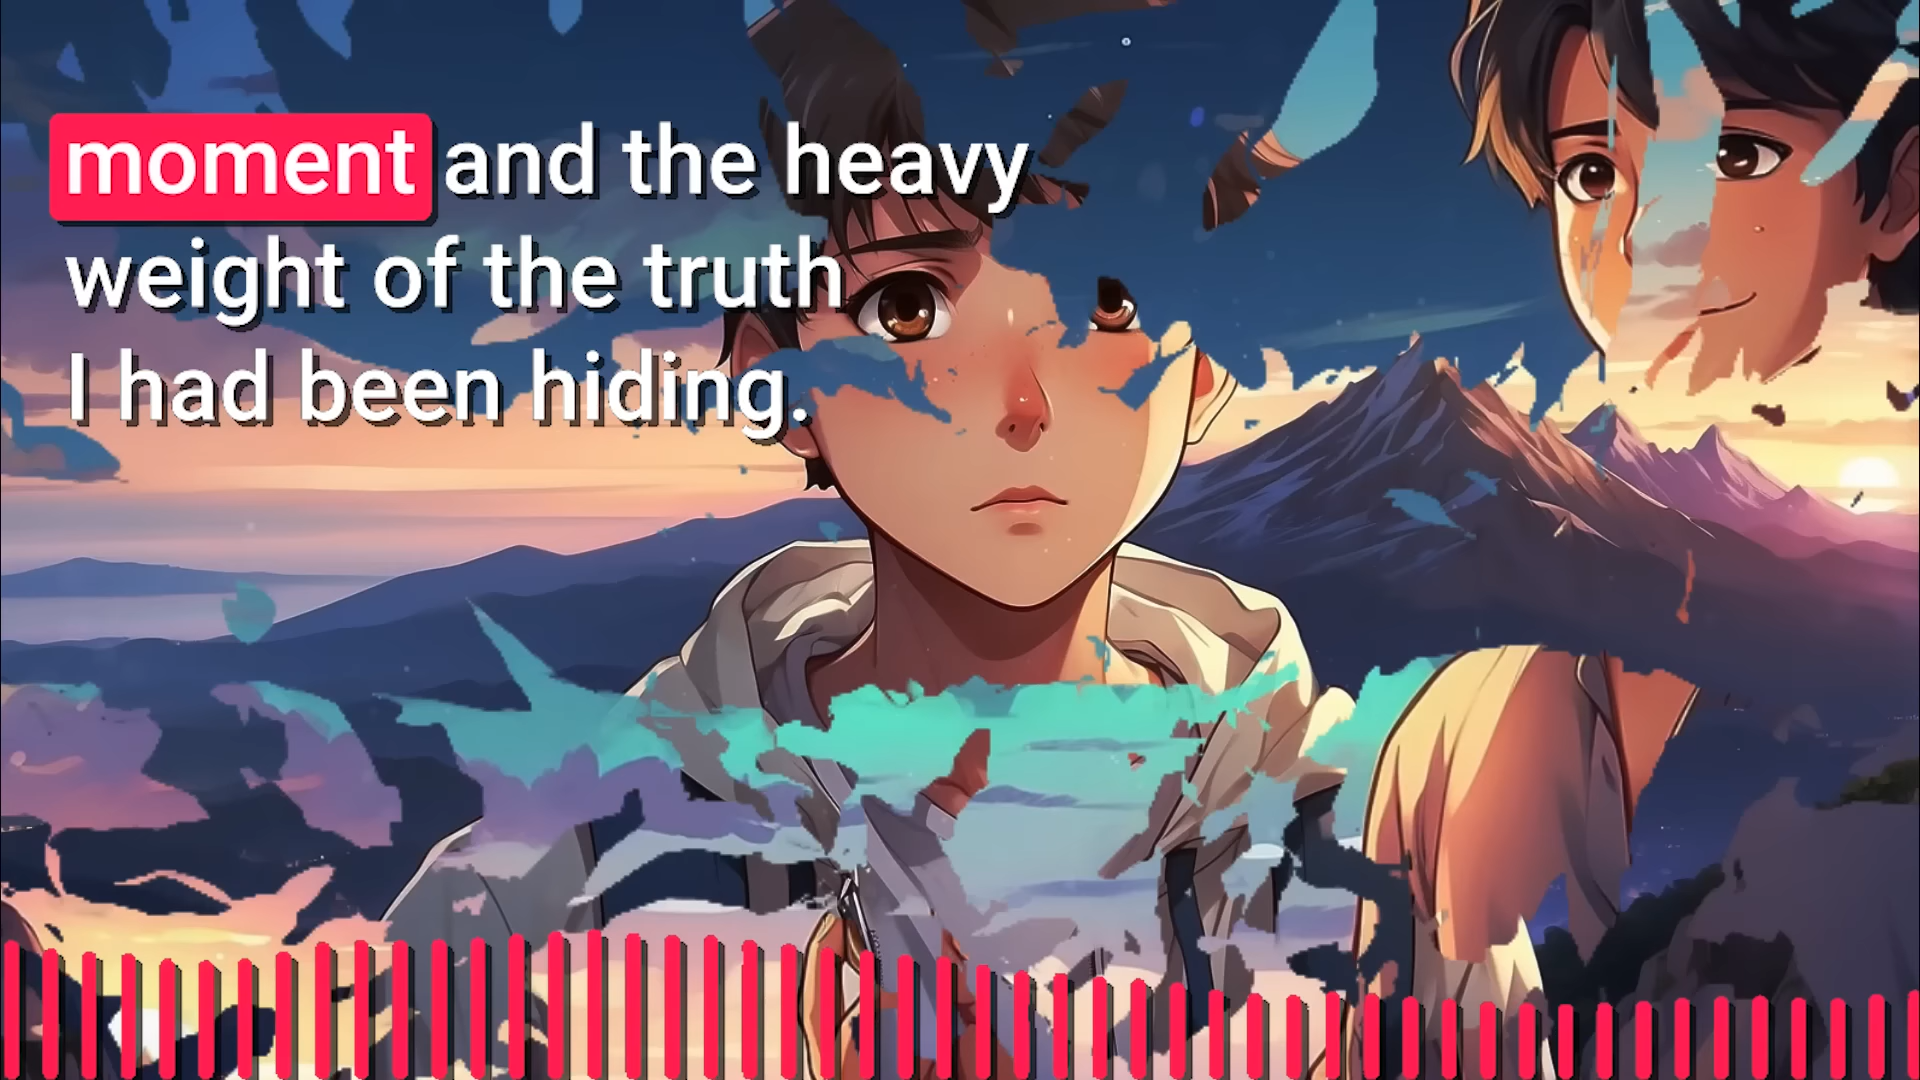 moment and the heavy
weight of the truth
I had been hiding.